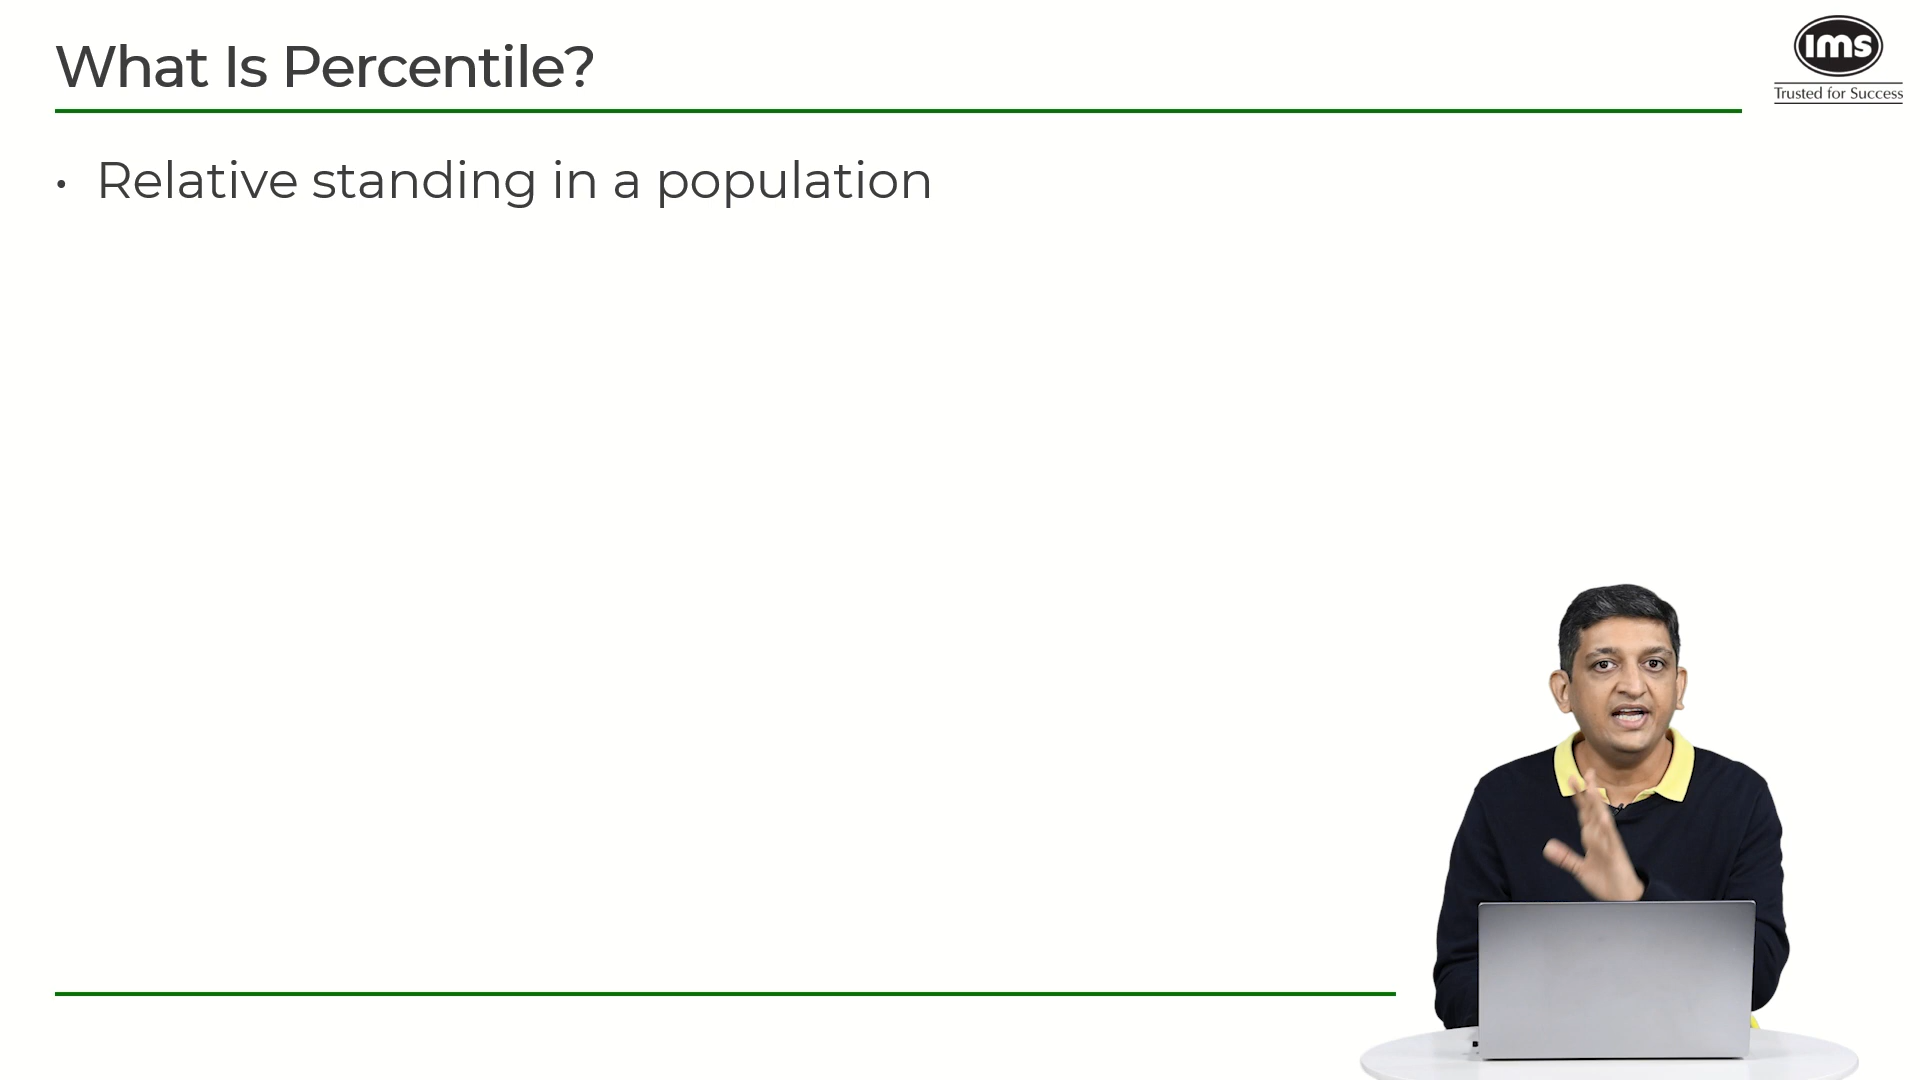 What Is Percentile?
ims
Trusted for Success
• Relative standing in a population